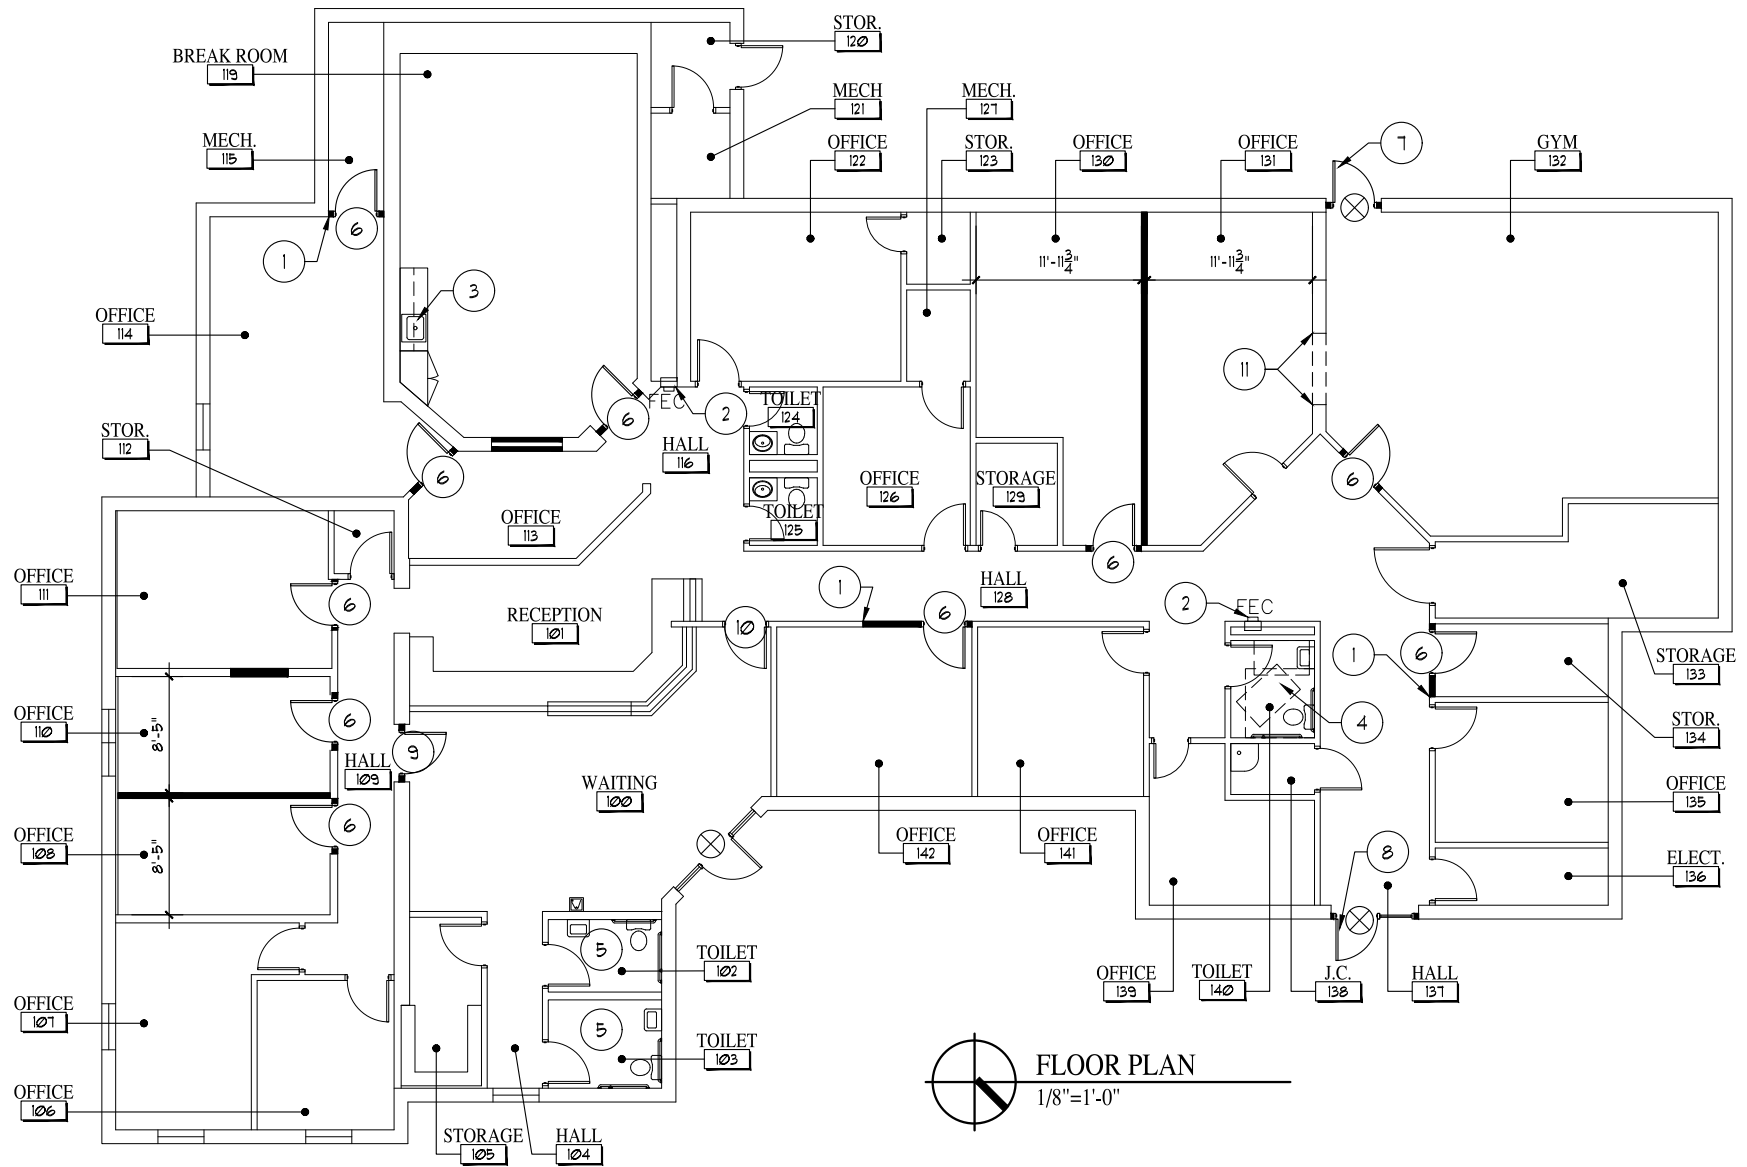 STOR.
120
BREAK ROOM
119
MECH
121
MECH.
127
MECH.
115
OFFICE
122
STOR.
123
OFFICE
130
OFFICE
131
7
GYM
132
6
1
11'-11 3/4"
11'-11 3/4"
3
OFFICE
114
11
FEC
2
6
TOILET
124
STOR.
112
HALL
116
6
6
OFFICE
126
STORAGE
129
OFFICE
113
TOILET
125
6
OFFICE
111
6
1
HALL
128
6
2
FEC
RECEPTION
101
10
1
6
STORAGE
133
OFFICE
110
8'-5"
6
4
STOR.
134
9
HALL
109
WAITING
100
OFFICE
135
OFFICE
108
8'-5"
6
OFFICE
142
OFFICE
141
8
ELECT.
136
5
TOILET
102
OFFICE
139
TOILET
140
J.C.
138
HALL
137
OFFICE
107
5
TOILET
103
FLOOR PLAN
1/8"=1'-0"
OFFICE
106
STORAGE
105
HALL
104